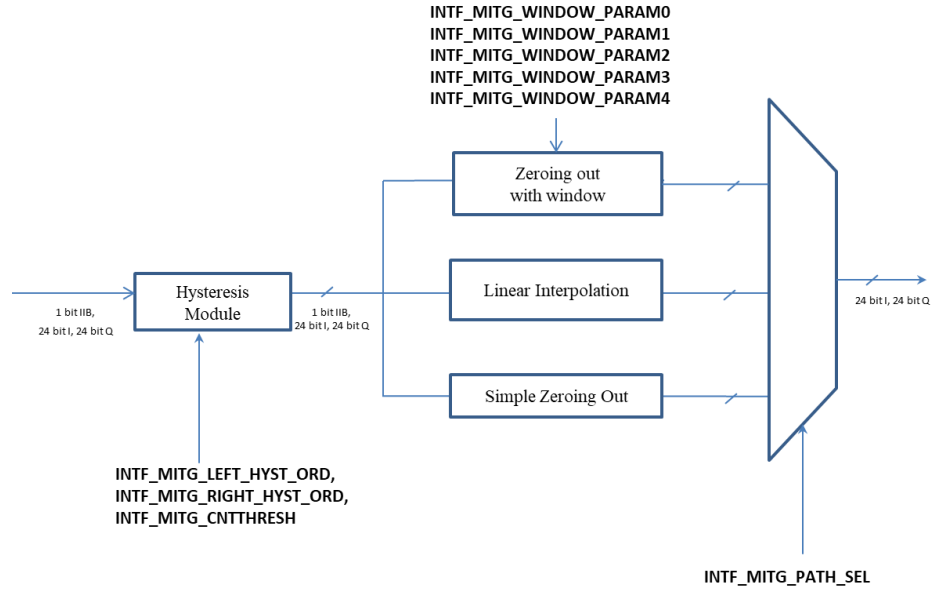 INTF_MITG_WINDOW_PARAM0
INTF_MITG_WINDOW_PARAM1
INTF_MITG_WINDOW_PARAM2
INTF_MITG_WINDOW_PARAM3
INTF_MITG_WINDOW_PARAM4
Zeroing out
with window
Hysteresis
Module
Linear Interpolation
1 bit IIB,
24 bit I, 24 bit Q
1 bit IIB,
24 bit I, 24 bit Q
24 bit I, 24 bit Q
Simple Zeroing Out
INTF_MITG_LEFT_HYST_ORD,
INTF_MITG_RIGHT_HYST_ORD,
INTF_MITG_CNTTHRESH
INTF_MITG_PATH_SEL